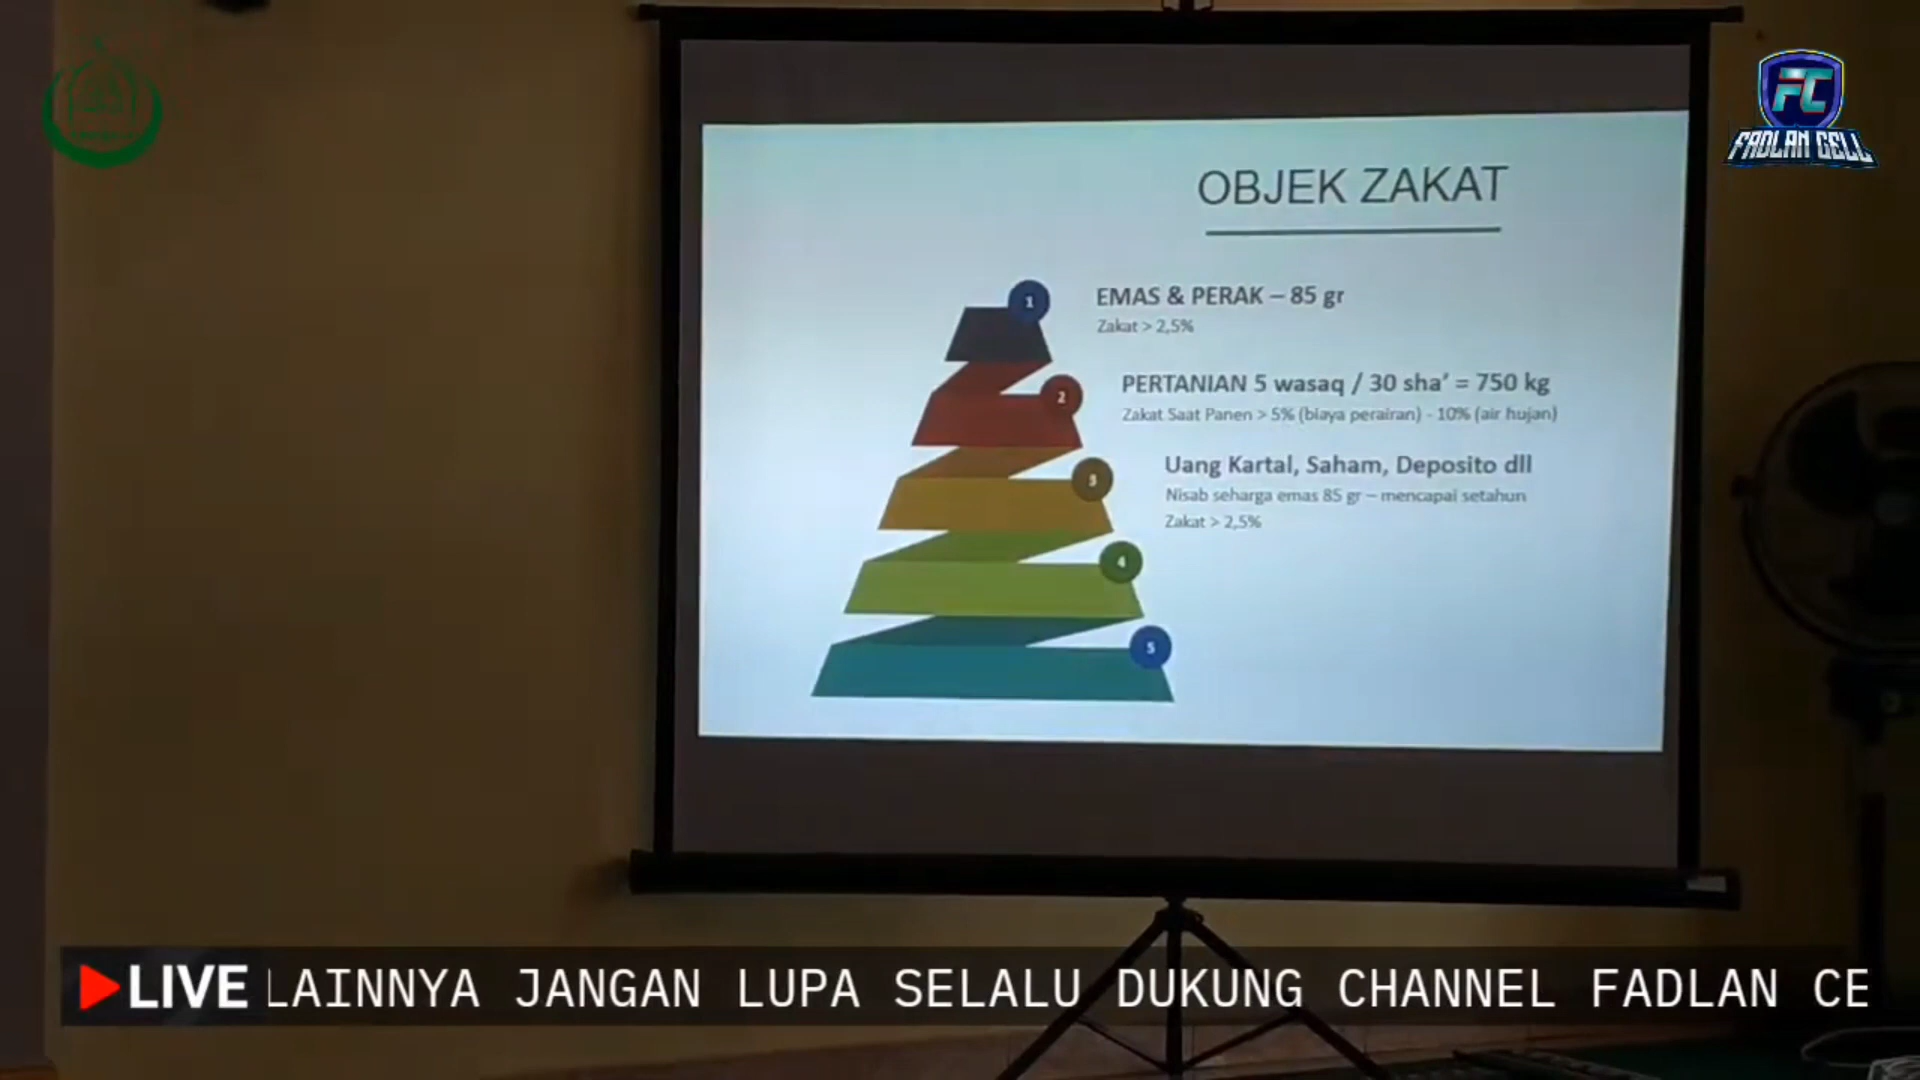 FC
FADLAN GELL
OBJEK ZAKAT
1
EMAS & PERAK – 85 gr
Zakat > 2,5%
2
PERTANIAN 5 wasaq / 30 sha’ = 750 kg
Zakat Saat Panen > 5% (biaya perairan) - 10% (air hujan)
3
Uang Kartal, Saham, Deposito dll
Nisab seharga emas 85 gr – mencapai setahun
Zakat > 2,5%
4
5
LIVE LAINNYA JANGAN LUPA SELALU DUKUNG CHANNEL FADLAN CE